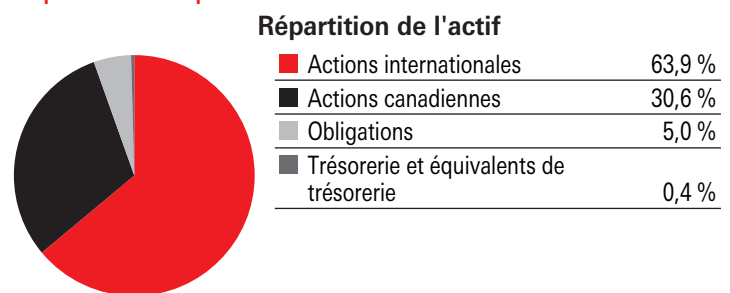 Répartition de l'actif
Actions internationales 63,9 %
Actions canadiennes 30,6 %
Obligations 5,0 %
Trésorerie et équivalents de
trésorerie 0,4 %